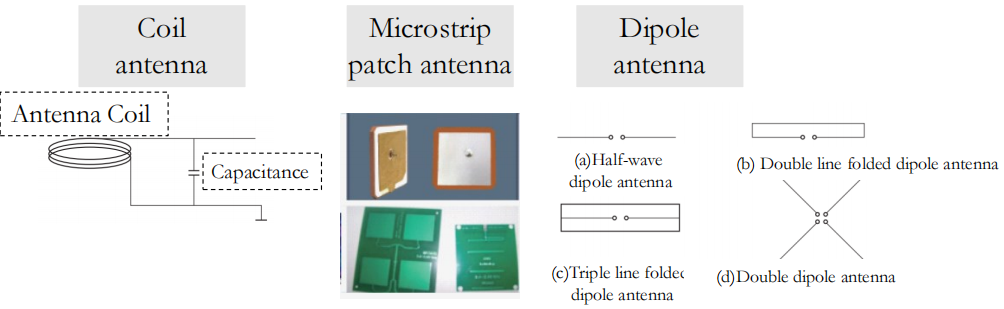 Coil
antenna
Microstrip
patch antenna
Dipole
antenna
Antenna Coil
Capacitance
(a)Half-wave
dipole antenna
(b) Double line folded dipole antenna
(c)Triple line folded
dipole antenna
(d)Double dipole antenna